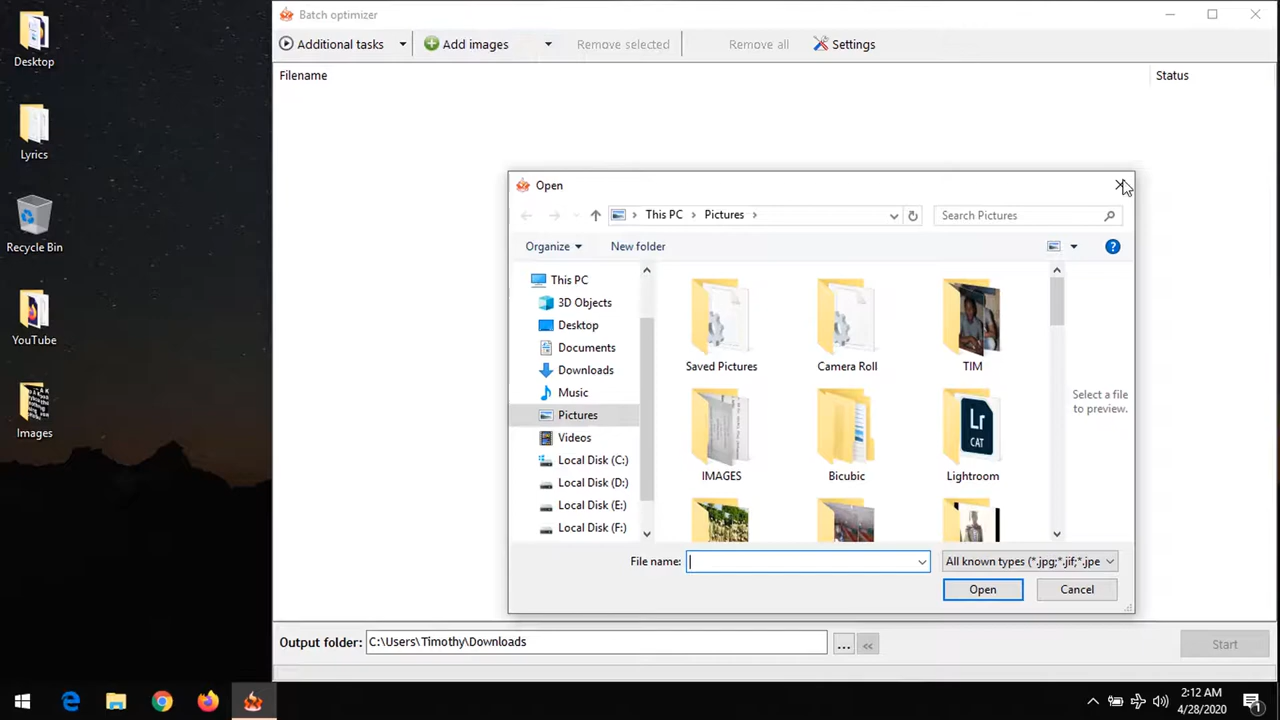 Batch optimizer
Additional tasks
Add images
Remove selected
Remove all
Settings
Filename
Status
Desktop
Lyrics
Recycle Bin
YouTube
Images
Open
This PC
Pictures
Search Pictures
Organize
New folder
This PC
3D Objects
Desktop
Documents
Downloads
Music
Pictures
Videos
Local Disk (C:)
Local Disk (D:)
Local Disk (E:)
Local Disk (F:)
Saved Pictures
Camera Roll
TIM
IMAGES
Bicubic
Lr
CAT
Lightroom
Select a file
to preview.
File name:
All known types (*.jpg;*.jif;*.jpe
Open
Cancel
Output folder:
C:\Users\Timothy\Downloads
...
«
Start
2:12 AM
4/28/2020
1